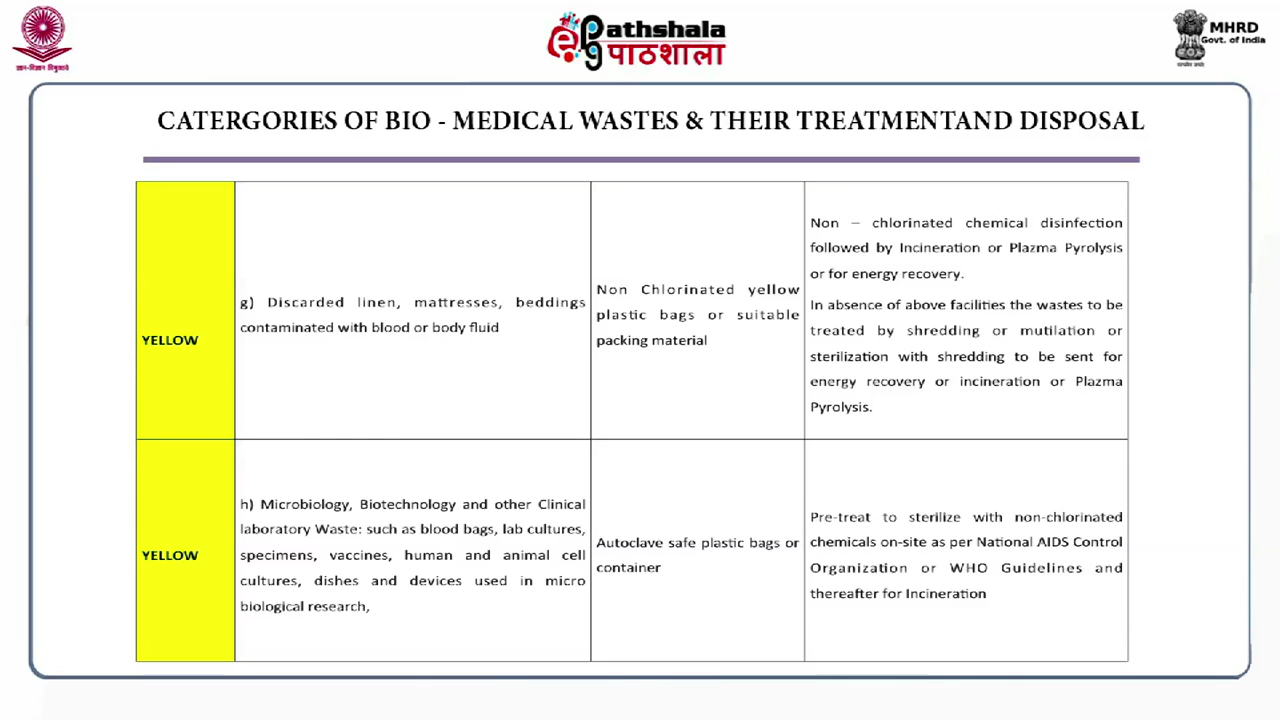 ज्ञान-विज्ञान विमुक्तये
ePathshala
पाठशाला
MHRD
Govt. of India
CATERGORIES OF BIO - MEDICAL WASTES & THEIR TREATMENTAND DISPOSAL
YELLOW
g) Discarded linen, mattresses, beddings
contaminated with blood or body fluid
Non Chlorinated yellow
plastic bags or suitable
packing material
Non – chlorinated chemical disinfection
followed by Incineration or Plazma Pyrolysis
or for energy recovery.
In absence of above facilities the wastes to be
treated by shredding or mutilation or
sterilization with shredding to be sent for
energy recovery or incineration or Plazma
Pyrolysis.
YELLOW
h) Microbiology, Biotechnology and other Clinical
laboratory Waste: such as blood bags, lab cultures,
specimens, vaccines, human and animal cell
cultures, dishes and devices used in micro
biological research,
Autoclave safe plastic bags or
container
Pre-treat to sterilize with non-chlorinated
chemicals on-site as per National AIDS Control
Organization or WHO Guidelines and
thereafter for Incineration